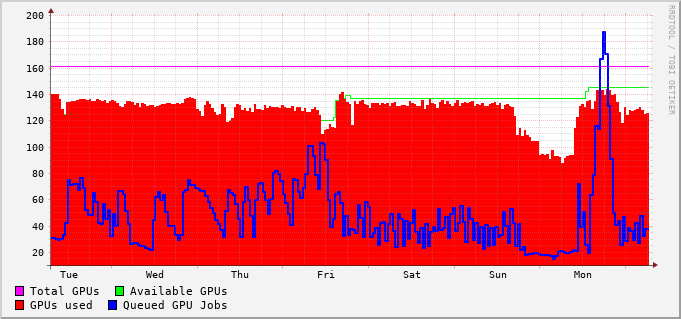 200
180
160
140
120
100
80
60
40
20
Tue Wed Thu Fri Sat Sun Mon
Total GPUs Available GPUs
GPUs used Queued GPU Jobs
RRDTOOL / TOBI OETIKER